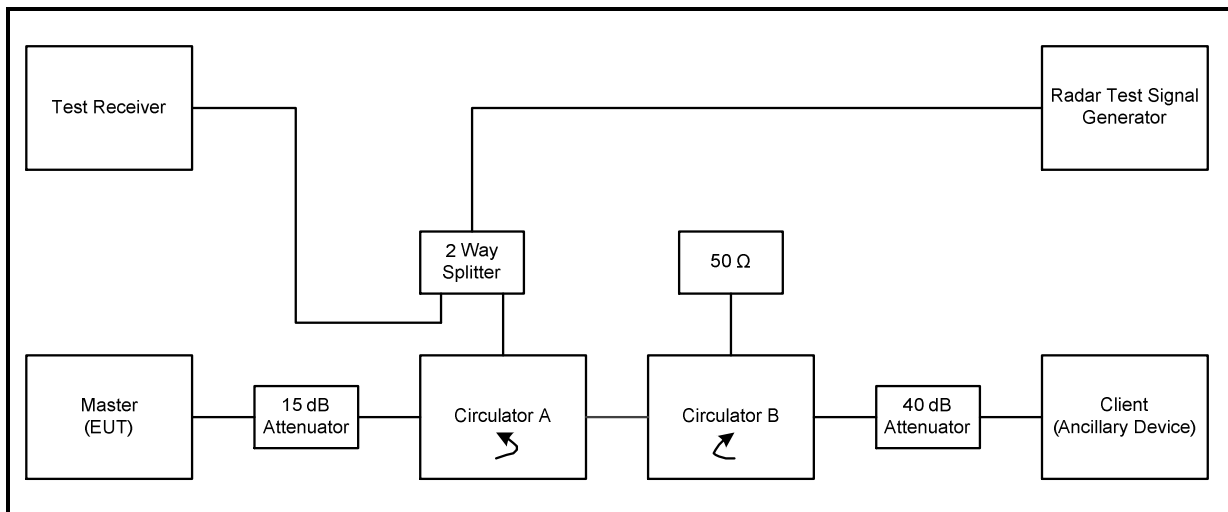 Test Receiver
Radar Test Signal
Generator
2 Way
Splitter
50 Ω
Master
(EUT)
15 dB
Attenuator
Circulator A
Circulator B
40 dB
Attenuator
Client
(Ancillary Device)